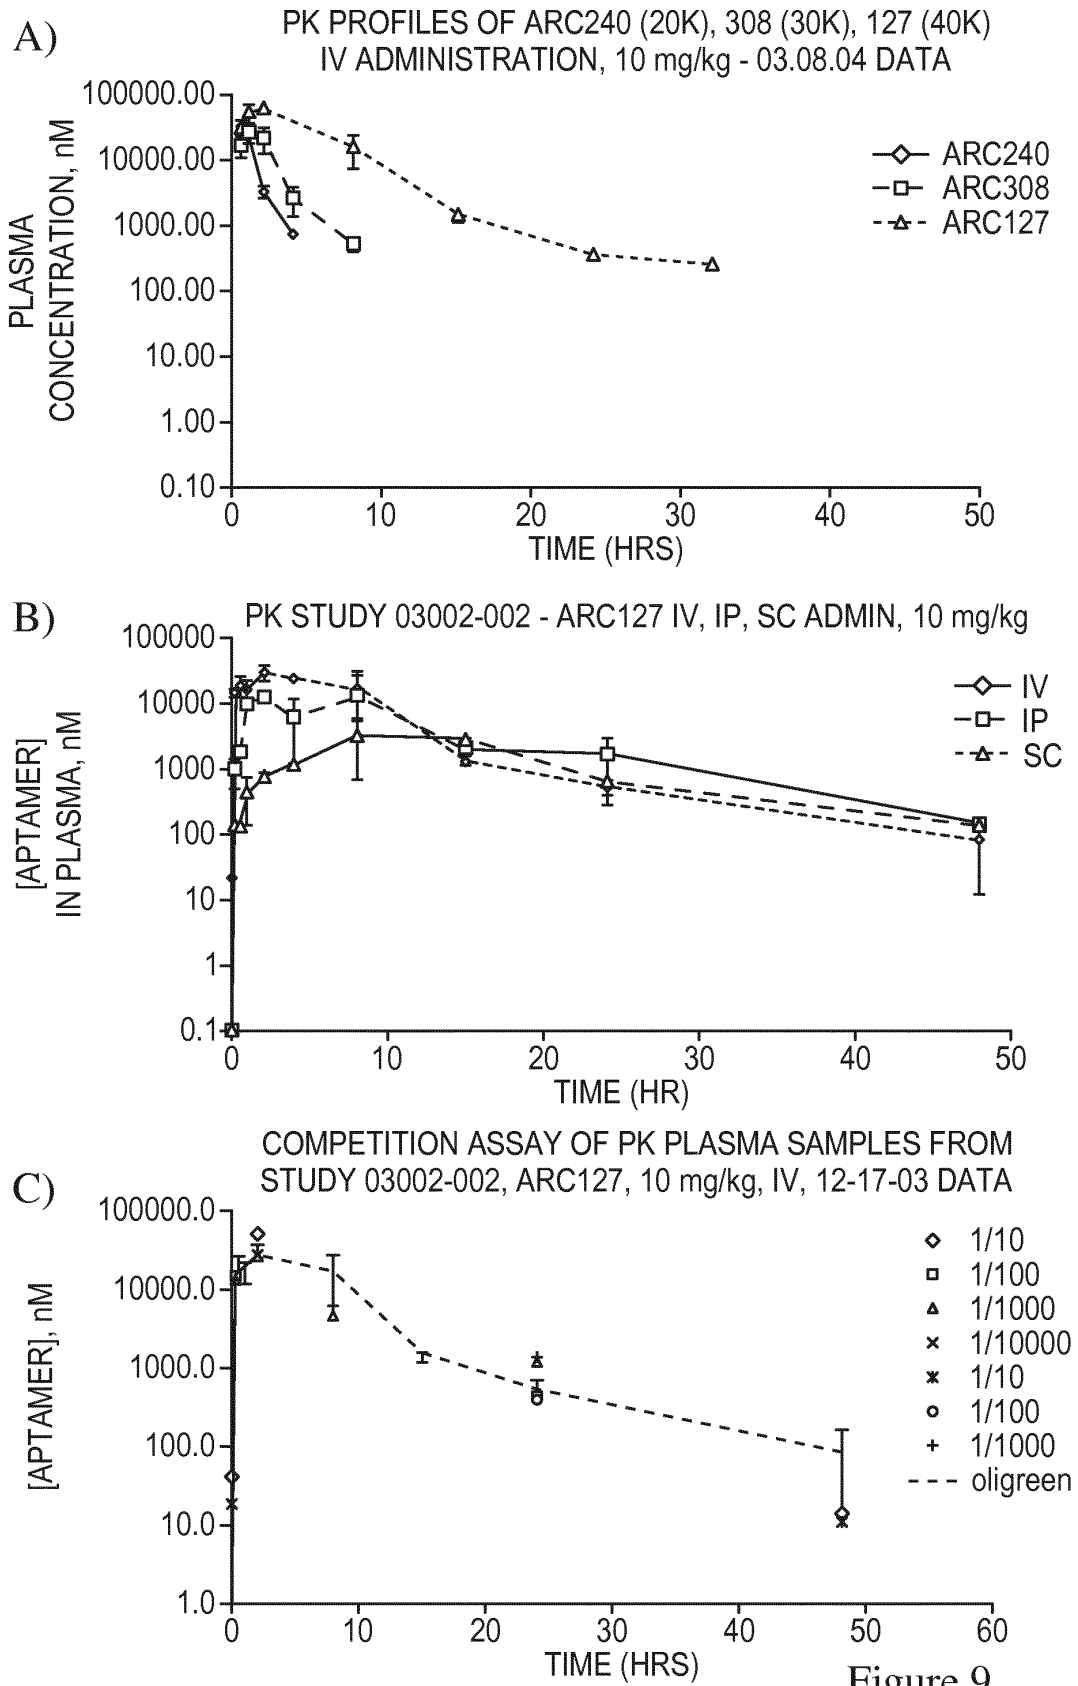 A)
PK PROFILES OF ARC240 (20K), 308 (30K), 127 (40K)
IV ADMINISTRATION, 10 mg/kg - 03.08.04 DATA
PLASMA
CONCENTRATION, nM
100000.00
10000.00
1000.00
100.00
10.00
1.00
0.10
ARC240
ARC308
ARC127
0 10 20 30 40 50
TIME (HRS)
B)
PK STUDY 03002-002 - ARC127 IV, IP, SC ADMIN, 10 mg/kg
[APTAMER]
IN PLASMA, nM
100000
10000
1000
100
10
1
0.1
IV
IP
SC
0 10 20 30 40 50
TIME (HR)
C)
COMPETITION ASSAY OF PK PLASMA SAMPLES FROM
STUDY 03002-002, ARC127, 10 mg/kg, IV, 12-17-03 DATA
[APTAMER], nM
100000.0
10000.0
1000.0
100.0
10.0
1.0
1/10
1/100
1/1000
1/10000
1/10
1/100
1/1000
oligreen
0 10 20 30 40 50 60
TIME (HRS)
Figure 9